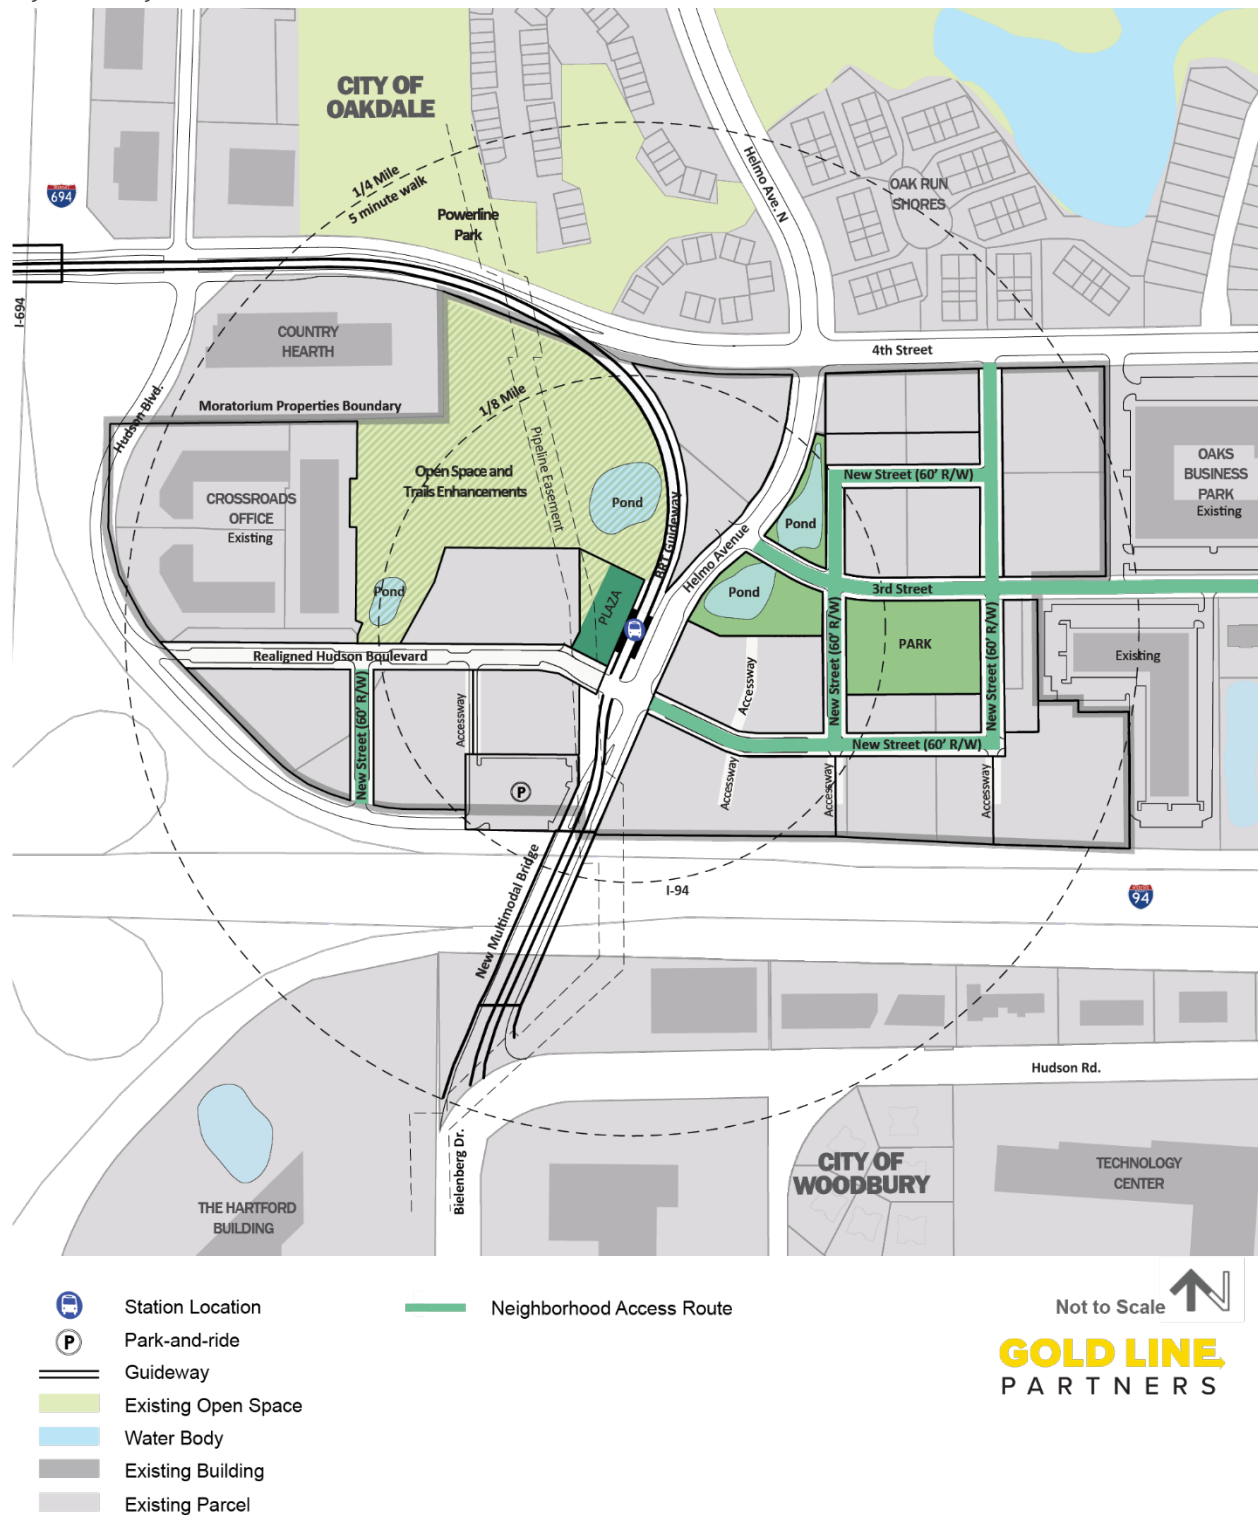 CITY OF
OAKDALE
694
1/4 Mile
5 minute walk
Powerline
Park
Helmo Ave. N
OAK RUN
SHORES
I-694
COUNTRY
HEARTH
4th Street
Hudson Blvd.
Moratorium Properties Boundary
1/8 Mile
Pipeline Easement
Open Space and
Trails Enhancements
Pond
BRT Guideway
Helmo Avenue
Pond
New Street (60' R/W)
OAKS
BUSINESS
PARK
Existing
CROSSROADS
OFFICE
Existing
Pond
PLAZA
Pond
3rd Street
PARK
New Street (60' R/W)
New Street (60' R/W)
Existing
Realigned Hudson Boulevard
New Street (60' R/W)
Accessway
Accessway
New Street (60' R/W)
Accessway
Accessway
Accessway
P
New Multimodal Bridge
I-94
94
Hudson Rd.
Bielenberg Dr.
CITY OF
WOODBURY
TECHNOLOGY
CENTER
THE HARTFORD
BUILDING
Station Location
Neighborhood Access Route
Not to Scale
N
P
Park-and-ride
Guideway
Existing Open Space
Water Body
Existing Building
Existing Parcel
GOLD LINE
PARTNERS